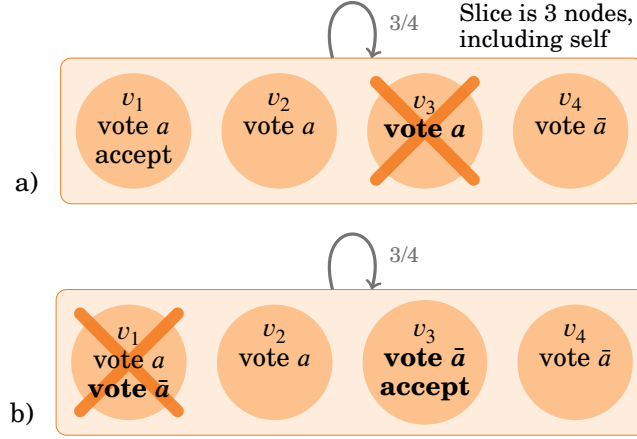 3/4
Slice is 3 nodes,
including self
v₁
vote a
accept
v₂
vote a
v₃
vote a
v₄
vote ā
a)
3/4
v₁
vote a
vote ā
v₂
vote a
v₃
vote ā
accept
v₄
vote ā
b)